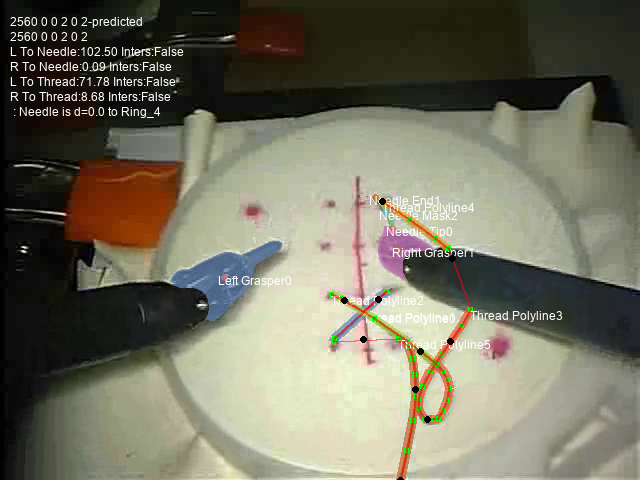 2560 0 0 2 0 2-predicted
2560 0 0 2 0 2
L To Needle:102.50 Inters:False
R To Needle:0.09 Inters:False
L To Thread:71.78 Inters:False
R To Thread:8.68 Inters:False
: Needle is d=0.0 to Ring_4
Needle End1
Thread Polyline4
Needle Mask2
Needle Tip0
Right Grasper1
Left Grasper0
Thread Polyline2
Thread Polyline3
Thread Polyline0
Thread Polyline5